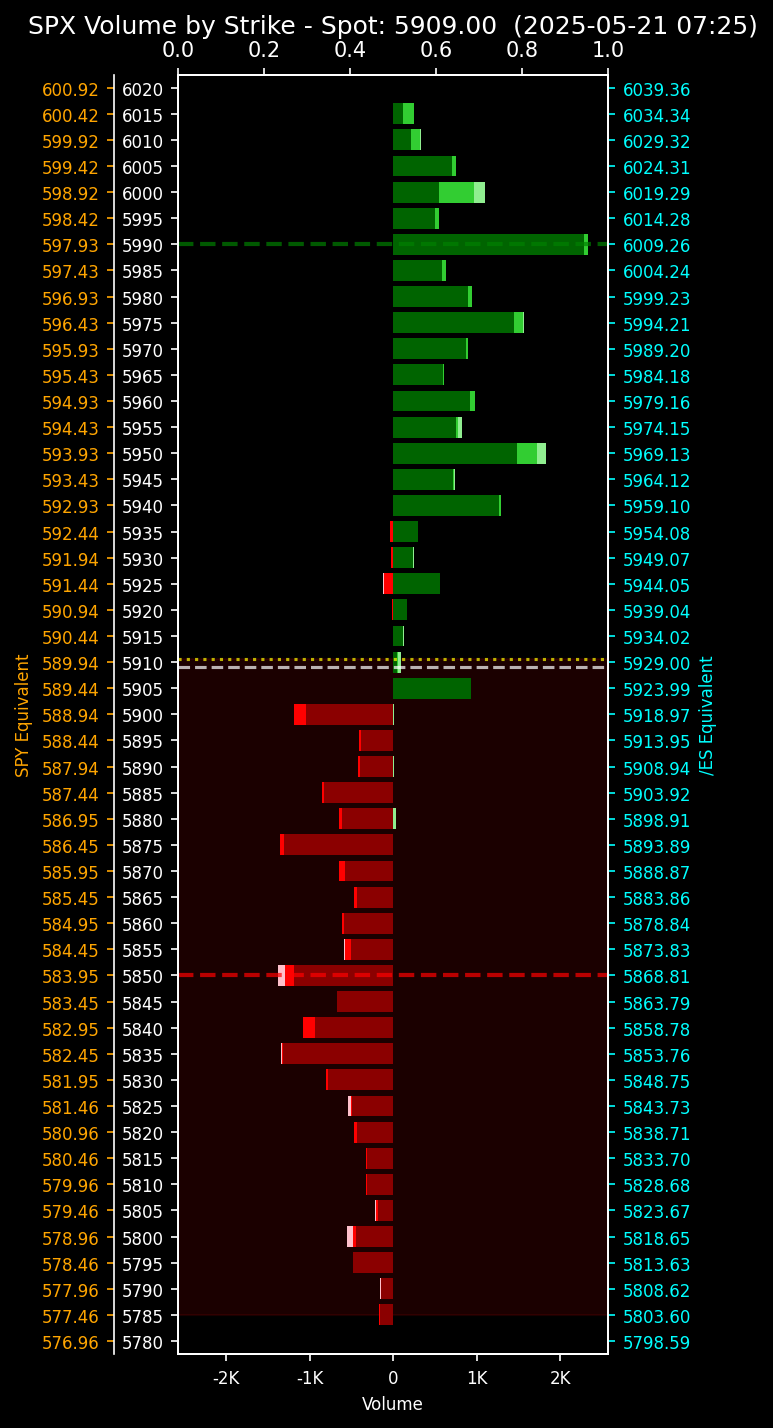 SPX Volume by Strike - Spot: 5909.00 (2025-05-21 07:25)
0.0 0.2 0.4 0.6 0.8 1.0
600.92 6020 6039.36
600.42 6015 6034.34
599.92 6010 6029.32
599.42 6005 6024.31
598.92 6000 6019.29
598.42 5995 6014.28
597.93 5990 6009.26
597.43 5985 6004.24
596.93 5980 5999.23
596.43 5975 5994.21
595.93 5970 5989.20
595.43 5965 5984.18
594.93 5960 5979.16
594.43 5955 5974.15
593.93 5950 5969.13
593.43 5945 5964.12
592.93 5940 5959.10
592.44 5935 5954.08
591.94 5930 5949.07
591.44 5925 5944.05
590.94 5920 5939.04
590.44 5915 5934.02
589.94 5910 5929.00
589.44 5905 5923.99
588.94 5900 5918.97
588.44 5895 5913.95
587.94 5890 5908.94
587.44 5885 5903.92
586.95 5880 5898.91
586.45 5875 5893.89
585.95 5870 5888.87
585.45 5865 5883.86
584.95 5860 5878.84
584.45 5855 5873.83
583.95 5850 5868.81
583.45 5845 5863.79
582.95 5840 5858.78
582.45 5835 5853.76
581.95 5830 5848.75
581.46 5825 5843.73
580.96 5820 5838.71
580.46 5815 5833.70
579.96 5810 5828.68
579.46 5805 5823.67
578.96 5800 5818.65
578.46 5795 5813.63
577.96 5790 5808.62
577.46 5785 5803.60
576.96 5780 5798.59
SPY Equivalent
/ES Equivalent
-2K -1K 0 1K 2K
Volume